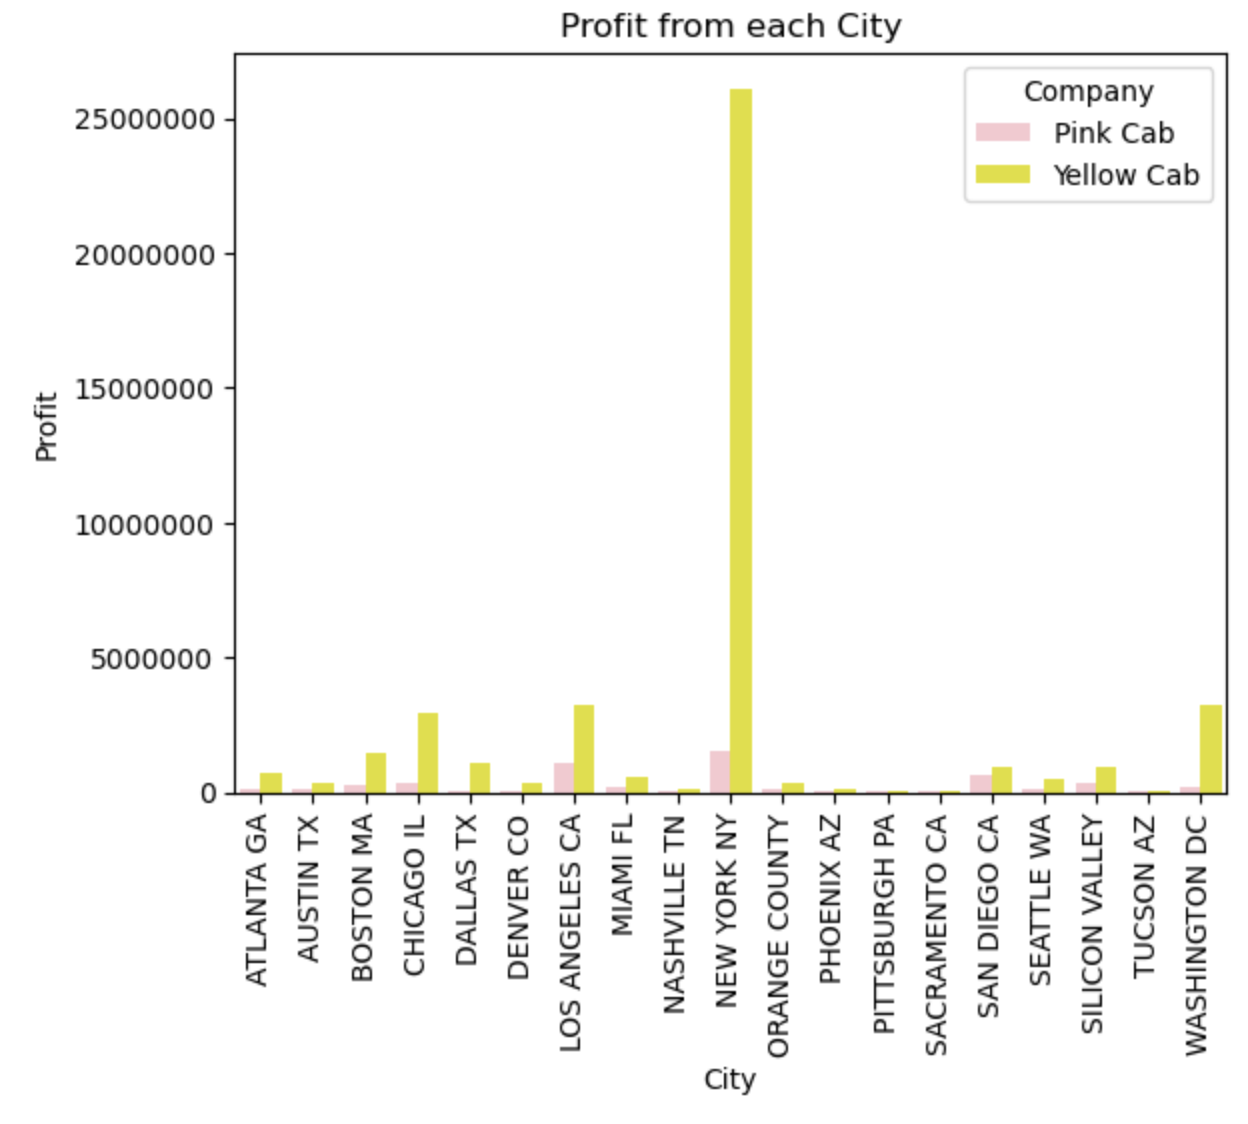 Profit from each City
Company
Pink Cab
Yellow Cab
Profit
25000000
20000000
15000000
10000000
5000000
0
ATLANTA GA
AUSTIN TX
BOSTON MA
CHICAGO IL
DALLAS TX
DENVER CO
LOS ANGELES CA
MIAMI FL
NASHVILLE TN
NEW YORK NY
ORANGE COUNTY
PHOENIX AZ
PITTSBURGH PA
SACRAMENTO CA
SAN DIEGO CA
SEATTLE WA
SILICON VALLEY
TUCSON AZ
WASHINGTON DC
City